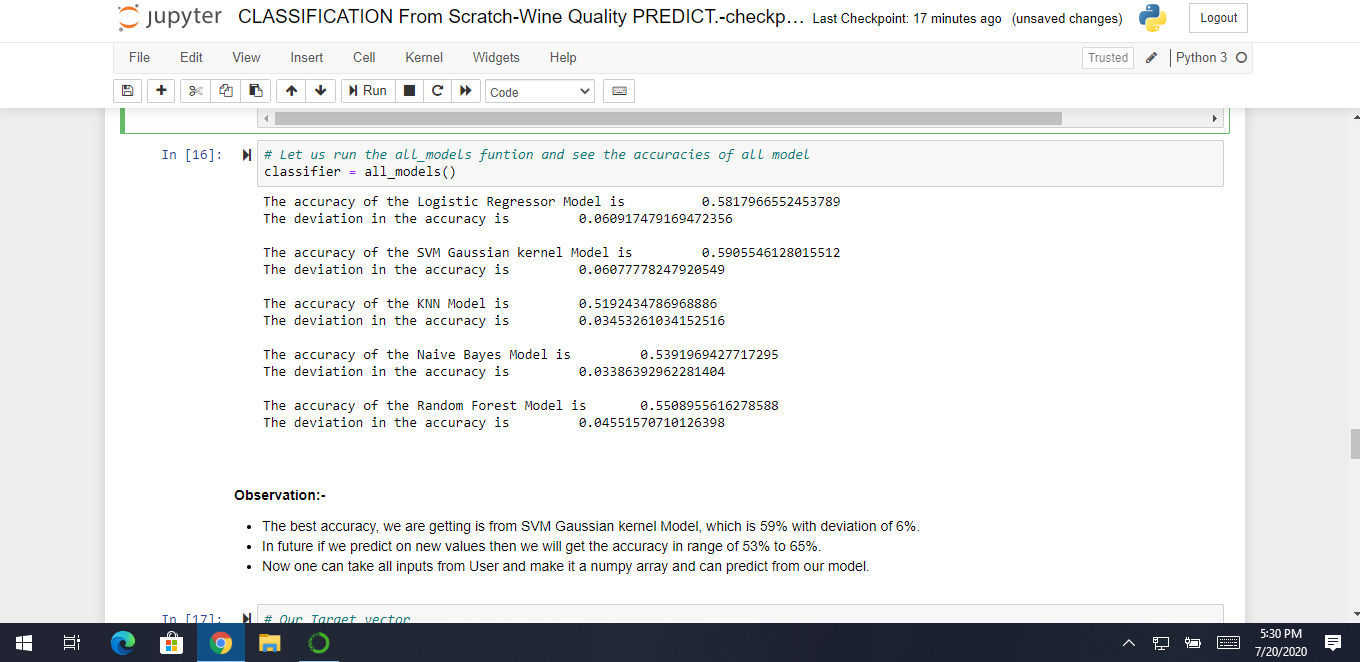 jupyter CLASSIFICATION From Scratch-Wine Quality PREDICT.-checkp... Last Checkpoint: 17 minutes ago (unsaved changes) Logout
File Edit View Insert Cell Kernel Widgets Help Trusted Python 3
Run Code
In [16]: # Let us run the all_models funtion and see the accuracies of all model
classifier = all_models()
The accuracy of the Logistic Regressor Model is 0.5817966552453789
The deviation in the accuracy is 0.060917479169472356
The accuracy of the SVM Gaussian kernel Model is 0.5905546128015512
The deviation in the accuracy is 0.06077778247920549
The accuracy of the KNN Model is 0.5192434786968886
The deviation in the accuracy is 0.03453261034152516
The accuracy of the Naive Bayes Model is 0.5391969427717295
The deviation in the accuracy is 0.03386392962281404
The accuracy of the Random Forest Model is 0.5508955616278588
The deviation in the accuracy is 0.04551570710126398
Observation:-
• The best accuracy, we are getting is from SVM Gaussian kernel Model, which is 59% with deviation of 6%.
• In future if we predict on new values then we will get the accuracy in range of 53% to 65%.
• Now one can take all inputs from User and make it a numpy array and can predict from our model.
In [17]: # Our Target vector
5:30 PM
7/20/2020